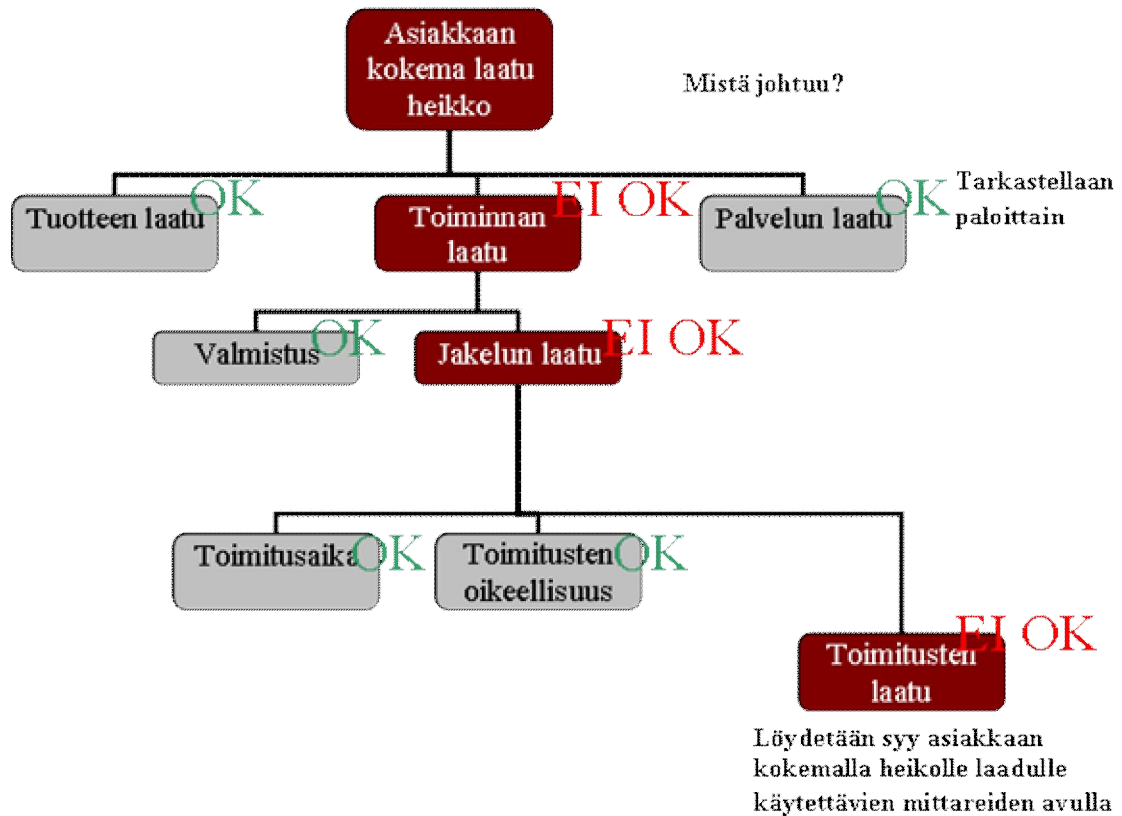 Asiakkaan
kokema laatu
heikko
Mistä johtuu?
Tuotteen laatu
OK
Toiminnan
laatu
EI OK
Palvelun laatu
OK
Tarkastellaan
paloittain
Valmistus
OK
Jakelun laatu
EI OK
Toimitusaika
OK
Toimitusten
oikeellisuus
OK
Toimitusten
laatu
EI OK
Löydetään syy asiakkaan
kokemalla heikolle laadulle
käytettävien mittareiden avulla